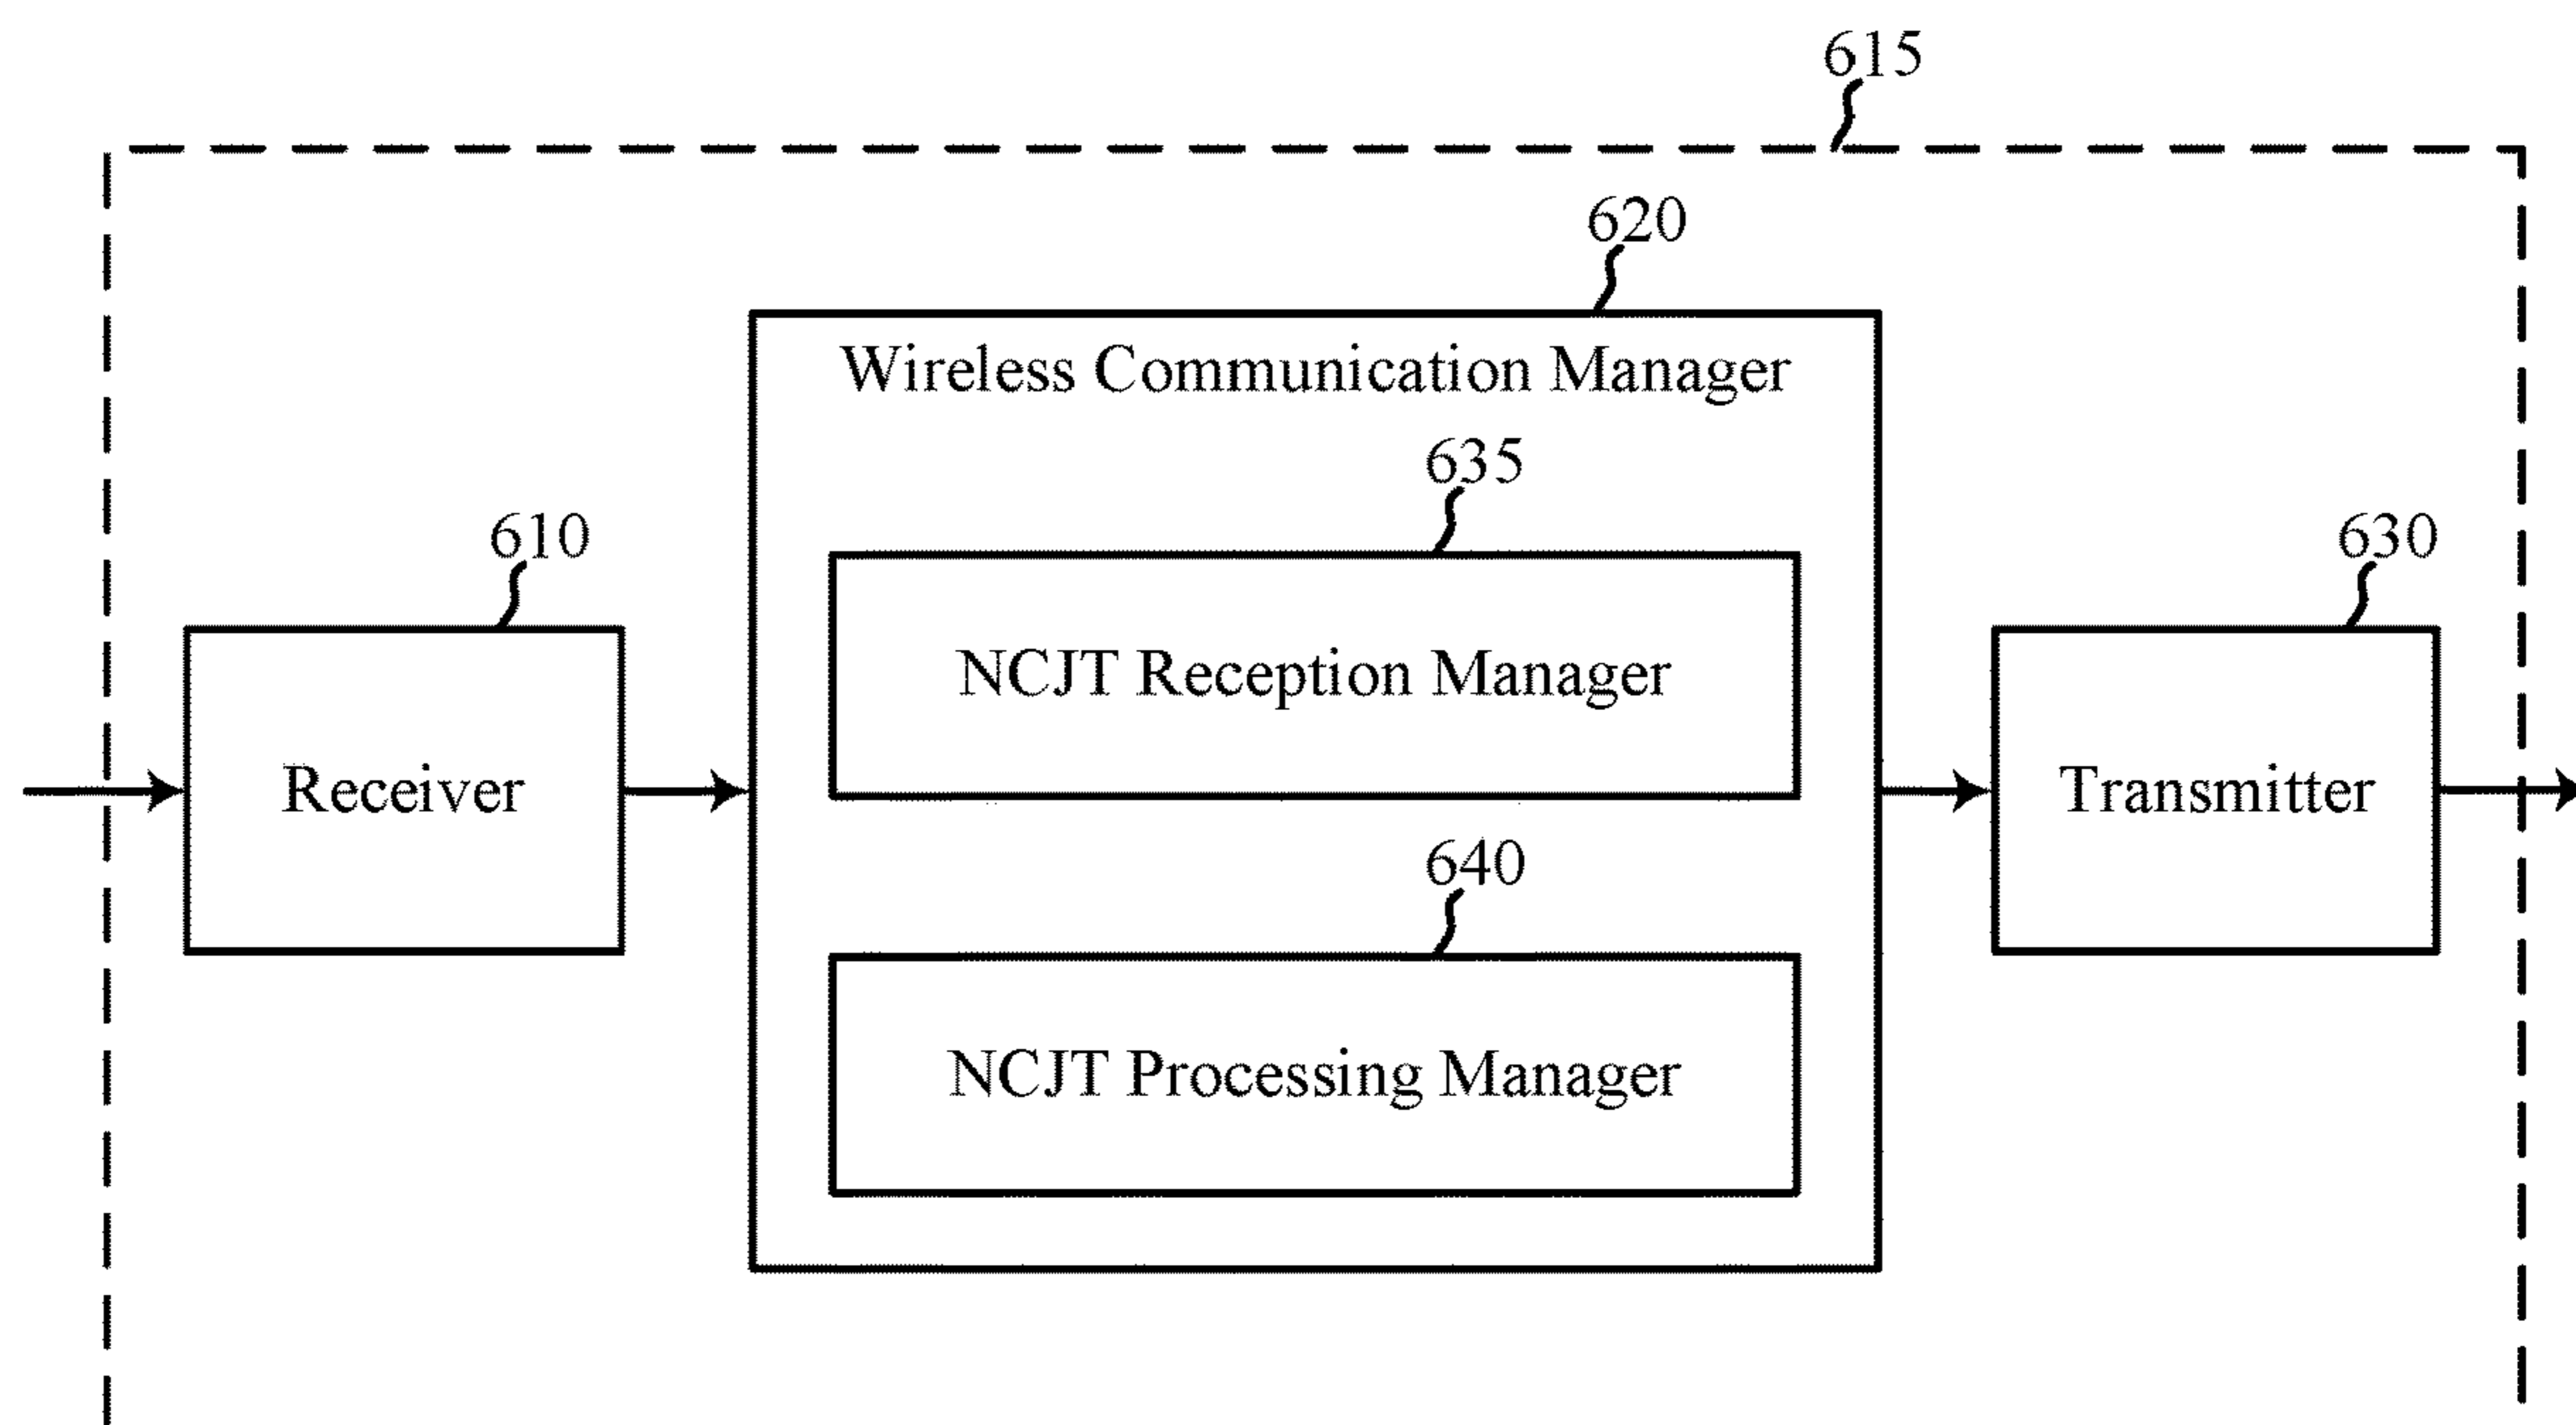 615
620
Wireless Communication Manager
635
610
630
NCJT Reception Manager
Receiver
Transmitter
640
NCJT Processing Manager